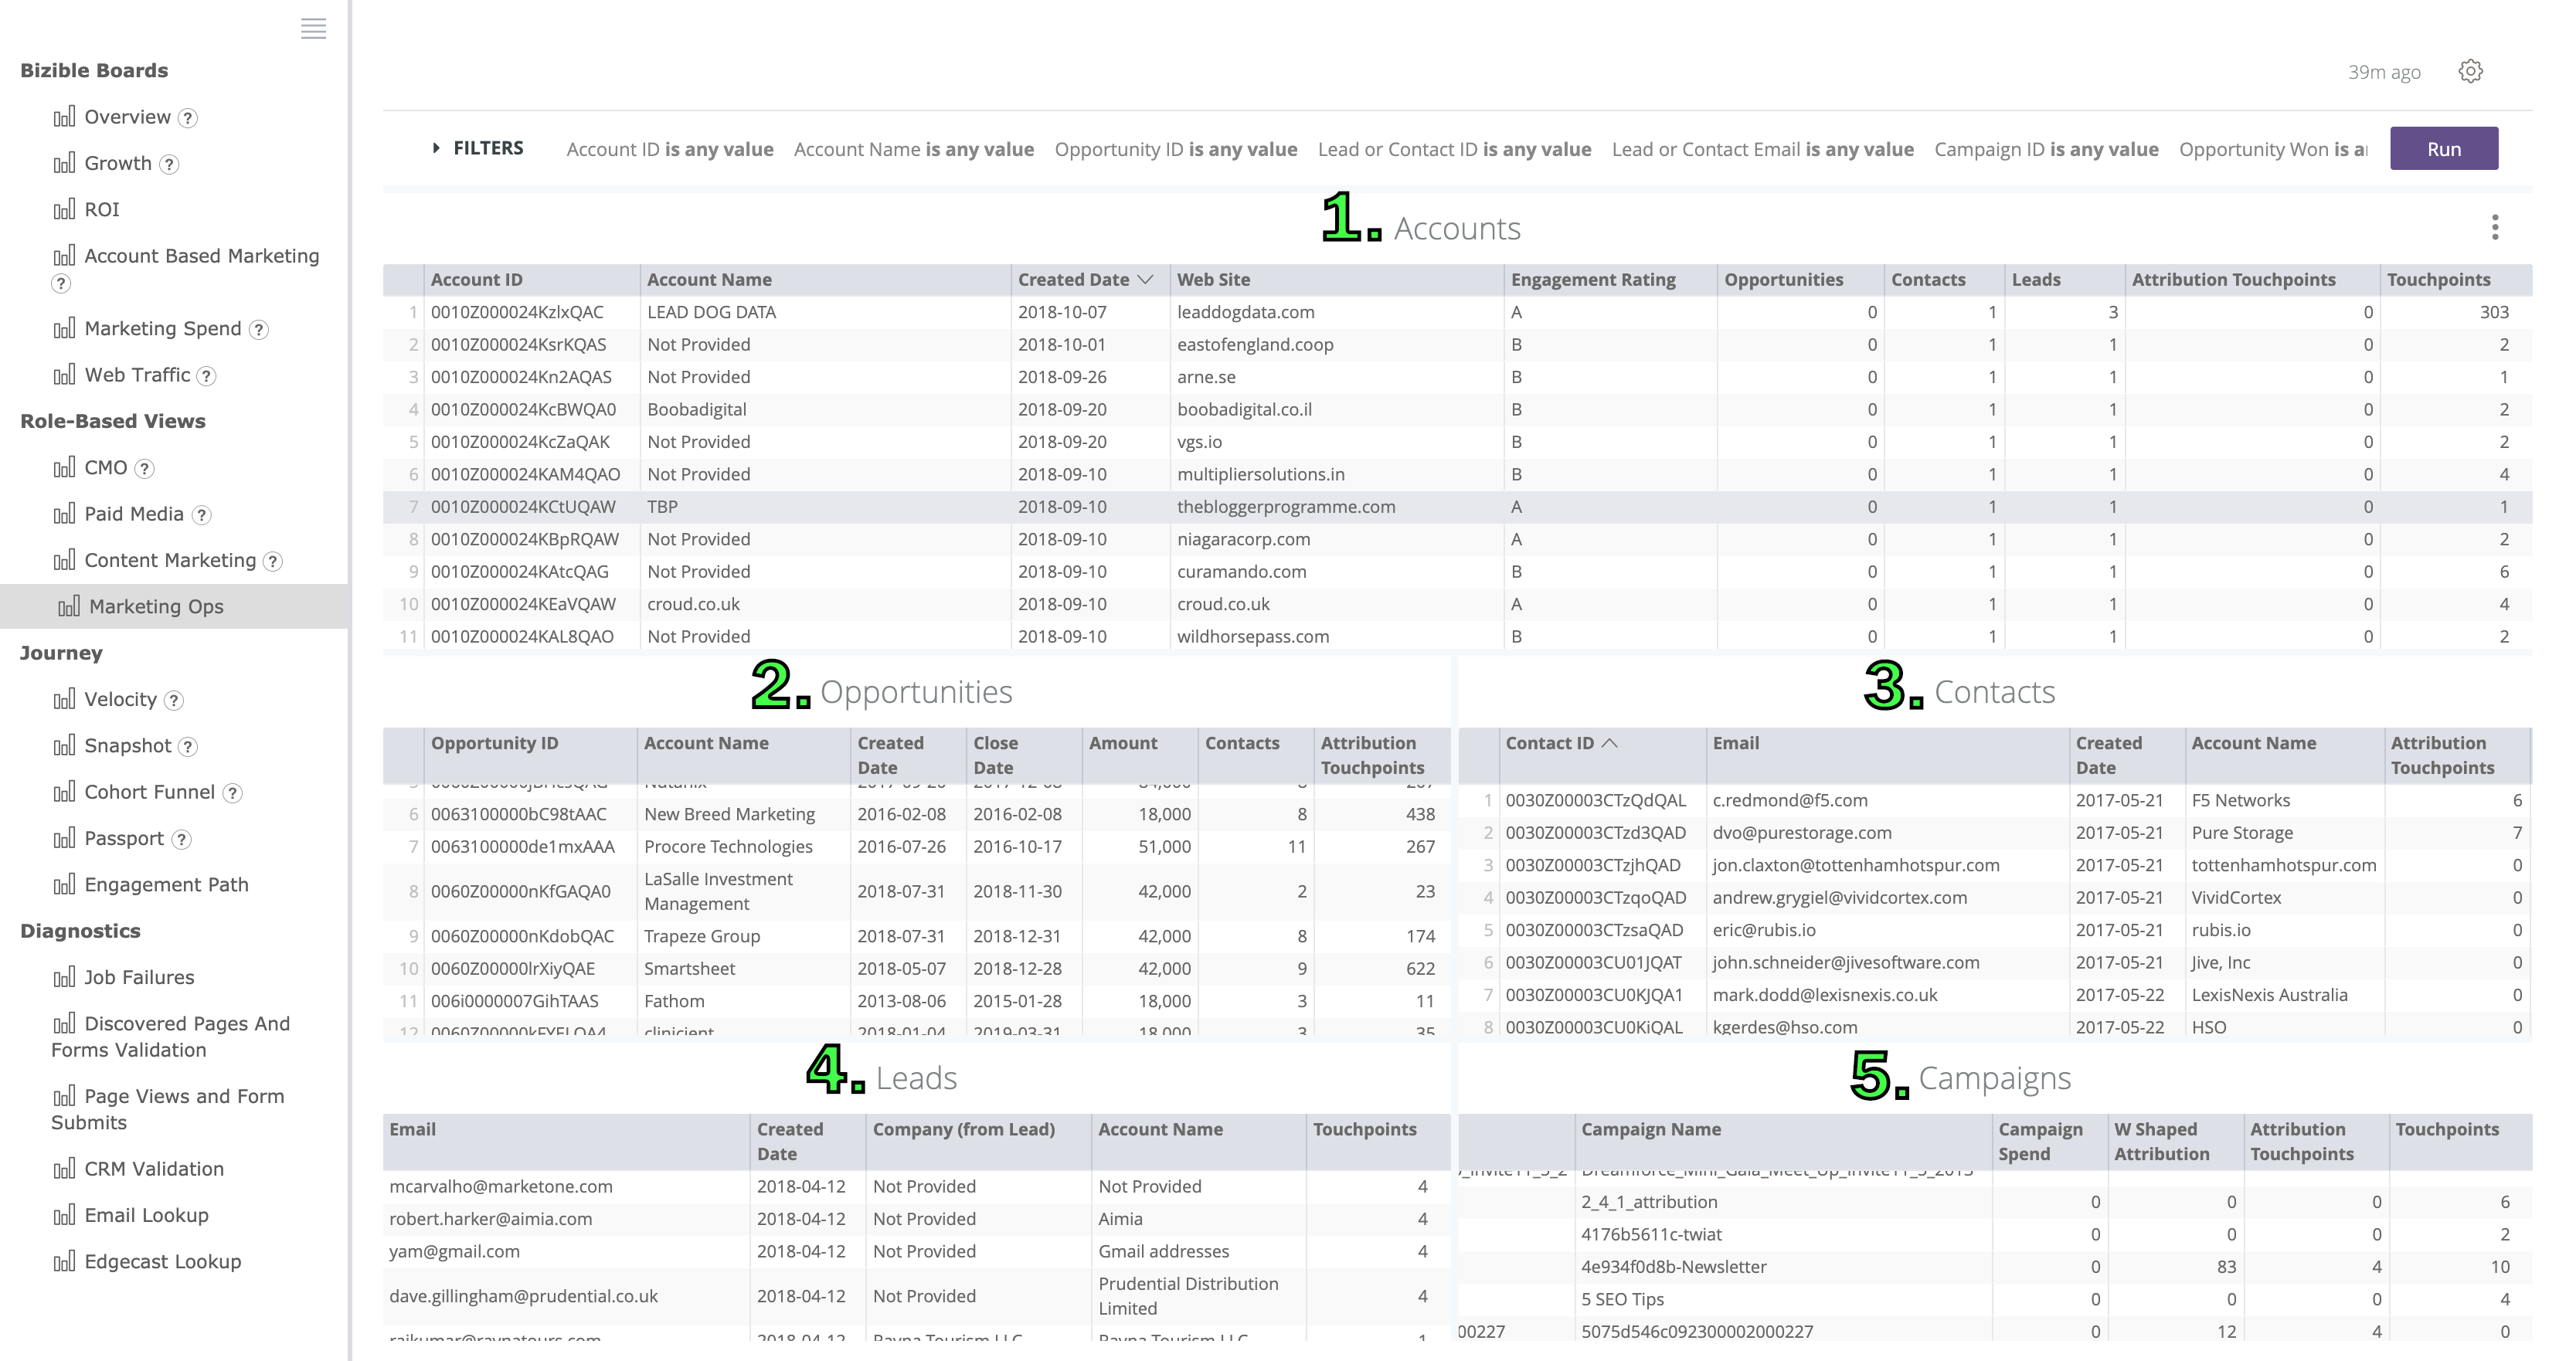 Bizible Boards
Overview ?
Growth ?
ROI
Account Based Marketing
?
Marketing Spend ?
Web Traffic ?
Role-Based Views
CMO ?
Paid Media ?
Content Marketing ?
Marketing Ops
Journey
Velocity ?
Snapshot ?
Cohort Funnel ?
Passport ?
Engagement Path
Diagnostics
Job Failures
Discovered Pages And
Forms Validation
Page Views and Form
Submits
CRM Validation
Email Lookup
Edgecast Lookup
39m ago
FILTERS Account ID is any value Account Name is any value Opportunity ID is any value Lead or Contact ID is any value Lead or Contact Email is any value Campaign ID is any value Opportunity Won is Run
1. Accounts
Account ID Account Name Created Date Web Site Engagement Rating Opportunities Contacts Leads Attribution Touchpoints Touchpoints
1 0010Z000024KzlxQAC LEAD DOG DATA 2018-10-07 leaddogdata.com A 0 1 3 0 303
2 0010Z000024KsrKQAS Not Provided 2018-10-01 eastofengland.coop B 0 1 1 0 2
3 0010Z000024Kn2AQAS Not Provided 2018-09-26 arne.se B 0 1 1 0 1
4 0010Z000024KcBWQA0 Boobadigital 2018-09-20 boobadigital.co.il B 0 1 1 0 2
5 0010Z000024KcZaQAK Not Provided 2018-09-20 vgs.io B 0 1 1 0 2
6 0010Z000024KAM4QAO Not Provided 2018-09-10 multipliersolutions.in B 0 1 1 0 4
7 0010Z000024KCtUQAW TBP 2018-09-10 thebloggerprogramme.com A 0 1 1 0 1
8 0010Z000024KBpRQAW Not Provided 2018-09-10 niagaracorp.com A 0 1 1 0 2
9 0010Z000024KAtcQAG Not Provided 2018-09-10 curamando.com B 0 1 1 0 6
10 0010Z000024KEaVQAW croud.co.uk 2018-09-10 croud.co.uk A 0 1 1 0 4
11 0010Z000024KAL8QAO Not Provided 2018-09-10 wildhorsepass.com B 0 1 1 0 2
2. Opportunities
Opportunity ID Account Name Created Date Close Date Amount Contacts Attribution Touchpoints
6 0063100000bC98tAAC New Breed Marketing 2016-02-08 2016-02-08 18,000 8 438
7 0063100000de1mxAAA Procore Technologies 2016-07-26 2016-10-17 51,000 11 267
8 0060Z00000nKfGAQA0 LaSalle Investment Management 2018-07-31 2018-11-30 42,000 2 23
9 0060Z00000nKdobQAC Trapeze Group 2018-07-31 2018-12-31 42,000 8 174
10 0060Z00000lrXiyQAE Smartsheet 2018-05-07 2018-12-28 42,000 9 622
11 006i0000007GihTAAS Fathom 2013-08-06 2015-01-28 18,000 3 11
12 clinicient 2018-01-04 2019-03-31 18,000 3 35
3. Contacts
Contact ID Email Created Date Account Name Attribution Touchpoints
1 0030Z00003CTzQdQAL c.redmond@f5.com 2017-05-21 F5 Networks 6
2 0030Z00003CTzd3QAD dvo@purestorage.com 2017-05-21 Pure Storage 7
3 0030Z00003CTzjhQAD jon.claxton@tottenhamhotspur.com 2017-05-21 tottenhamhotspur.com 0
4 0030Z00003CTzqoQAD andrew.grygiel@vividcortex.com 2017-05-21 VividCortex 0
5 0030Z00003CTzsaQAD eric@rubis.io 2017-05-21 rubis.io 0
6 0030Z00003CU01JQAT john.schneider@jivesoftware.com 2017-05-21 Jive, Inc 0
7 0030Z00003CU0KJQA1 mark.dodd@lexisnexis.co.uk 2017-05-22 LexisNexis Australia 0
8 0030Z00003CU0KiQAL kgerdes@hso.com 2017-05-22 HSO 0
4. Leads
Email Created Date Company (from Lead) Account Name Touchpoints
mcarvalho@marketone.com 2018-04-12 Not Provided Not Provided 4
robert.harker@aimia.com 2018-04-12 Not Provided Aimia 4
yam@gmail.com 2018-04-12 Not Provided Gmail addresses 4
dave.gillingham@prudential.co.uk 2018-04-12 Not Provided Prudential Distribution Limited 4
5. Campaigns
Campaign Name Campaign Spend W Shaped Attribution Attribution Touchpoints Touchpoints
2_4_1_attribution 0 0 0 6
4176b5611c-twiat 0 0 0 2
4e934f0d8b-Newsletter 0 83 4 10
5 SEO Tips 0 0 0 4
00227 5075d546c092300002000227 0 12 4 0